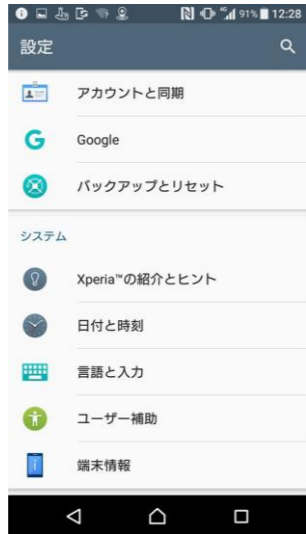 91% 12:28
設定
アカウントと同期
Google
バックアップとリセット
システム
Xperia™の紹介とヒント
日付と時刻
言語と入力
ユーザー補助
端末情報